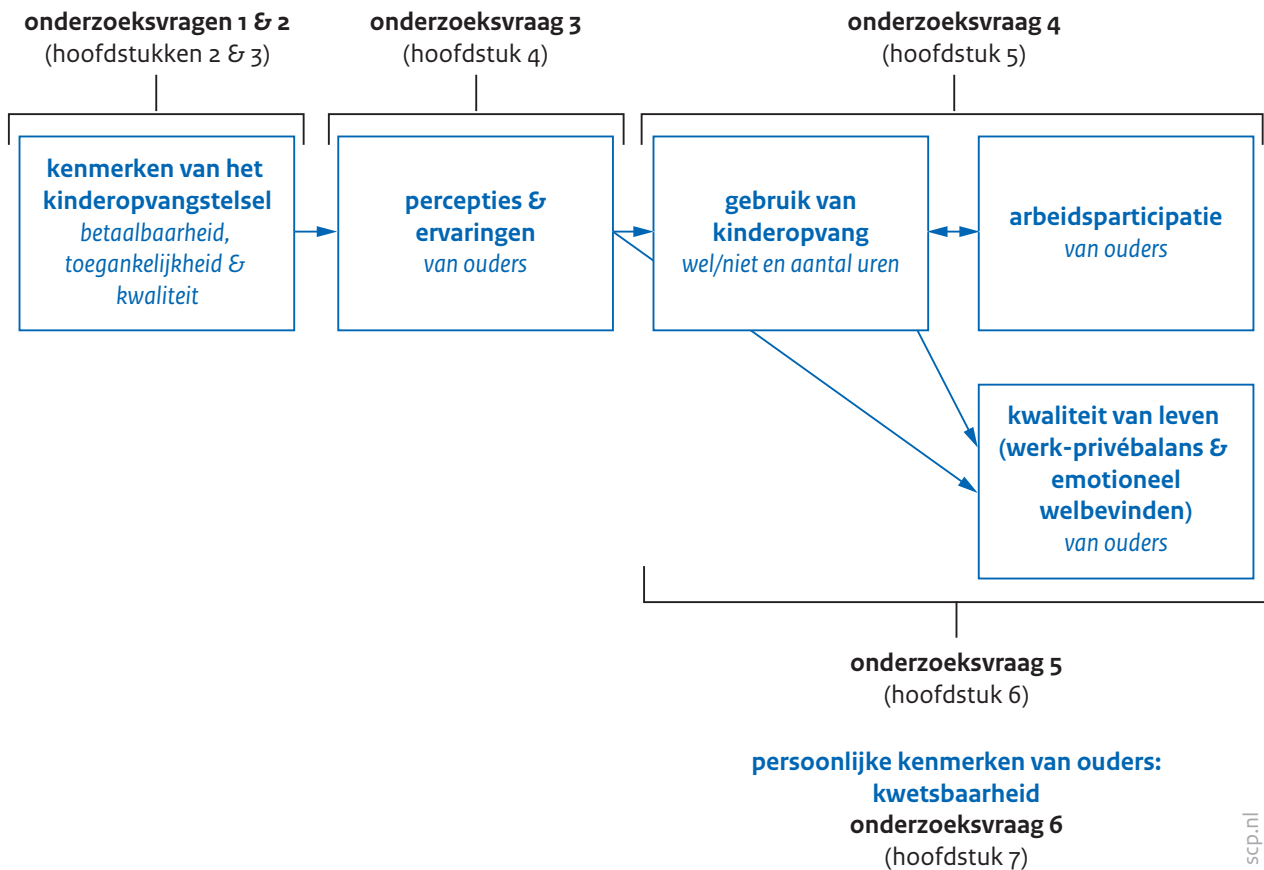 onderzoeksvragen 1 & 2
(hoofdstukken 2 & 3)
onderzoeksvraag 3
(hoofdstuk 4)
onderzoeksvraag 4
(hoofdstuk 5)
kenmerken van het
kinderopvangstelsel
betaalbaarheid,
toegankelijkheid &
kwaliteit
percepties &
ervaringen
van ouders
gebruik van
kinderopvang
wel/niet en aantal uren
arbeidsparticipatie
van ouders
kwaliteit van leven
(werk-privébalans &
emotioneel
welbevinden)
van ouders
onderzoeksvraag 5
(hoofdstuk 6)
persoonlijke kenmerken van ouders:
kwetsbaarheid
onderzoeksvraag 6
(hoofdstuk 7)
scp.nl